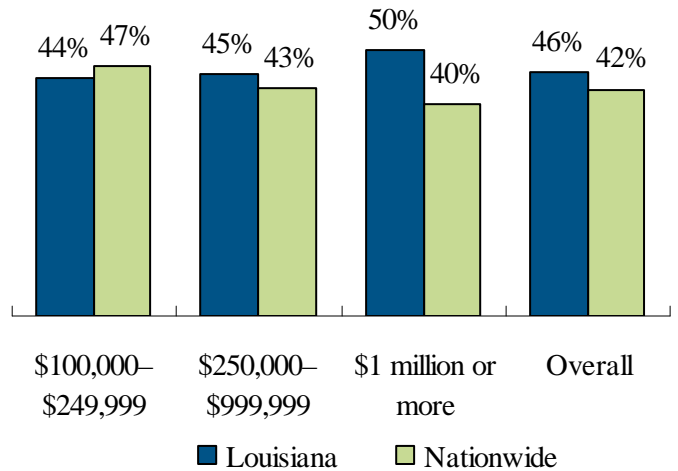 44% 47% 45% 43% 50% 40% 46% 42%
$100,000– $250,000– $1 million or Overall
$249,999 $999,999 more
Louisiana Nationwide